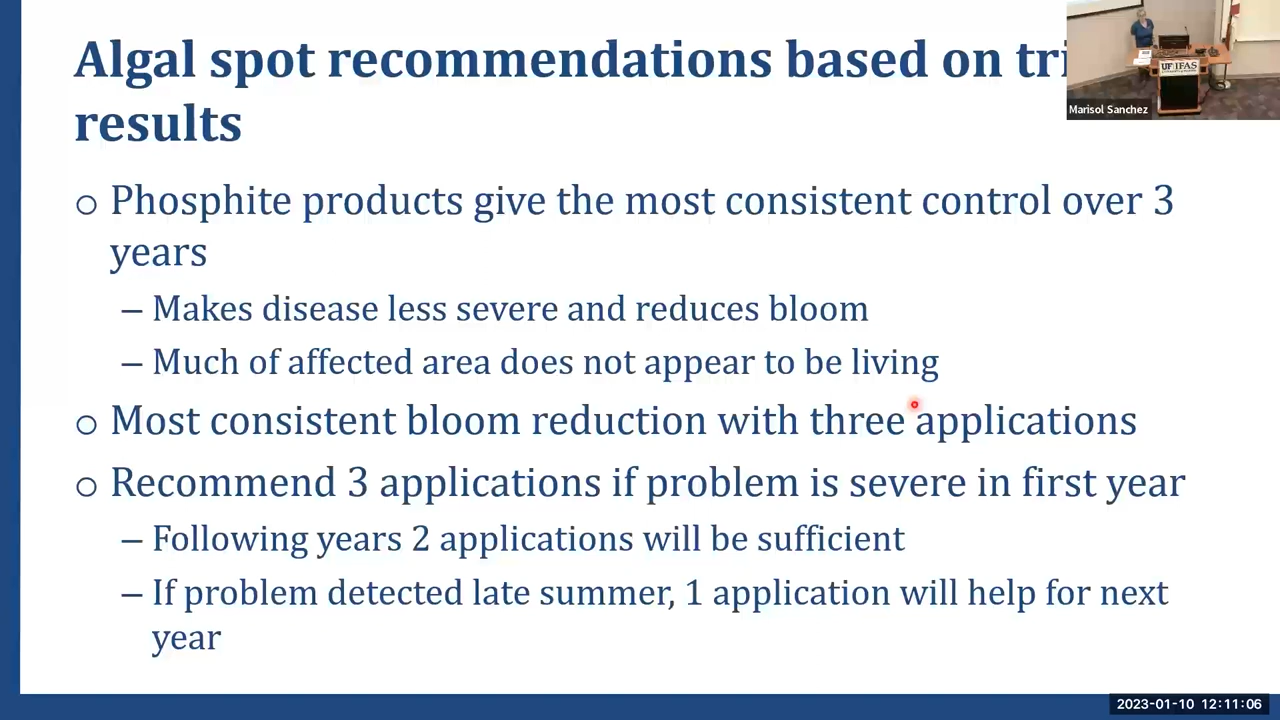 Algal spot recommendations based on
results
o Phosphite products give the most consistent control over 3
years
– Makes disease less severe and reduces bloom
– Much of affected area does not appear to be living
o Most consistent bloom reduction with three applications
o Recommend 3 applications if problem is severe in first year
– Following years 2 applications will be sufficient
– If problem detected late summer, 1 application will help for next
year
UF IFAS
Marisol Sanchez
2023-01-10 12:11:06